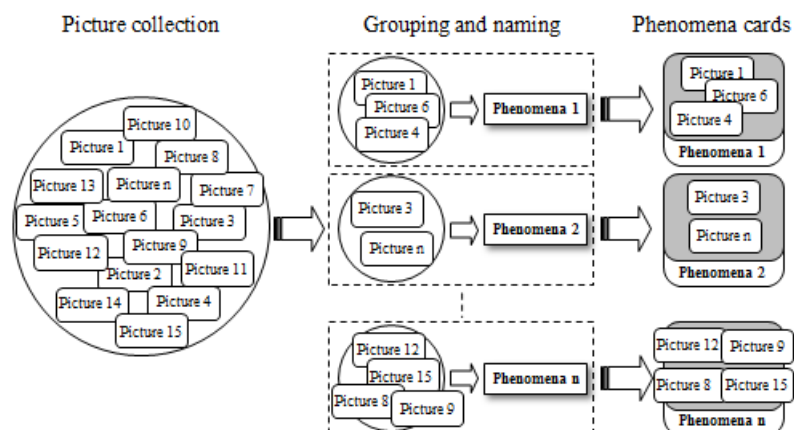 Picture collection
Grouping and naming
Phenomena cards
Picture 10
Picture 1
Picture 8
Picture 13
Picture n
Picture 7
Picture 5
Picture 6
Picture 3
Picture 12
Picture 9
Picture 2
Picture 11
Picture 14
Picture 4
Picture 15
Picture 1
Picture 6
Picture 4
Phenomena 1
Picture 1
Picture 6
Picture 4
Phenomena 1
Picture 3
Picture n
Phenomena 2
Picture 3
Picture n
Phenomena 2
Picture 12
Picture 15
Picture 8
Picture 9
Phenomena n
Picture 12
Picture 9
Picture 8
Picture 15
Phenomena n